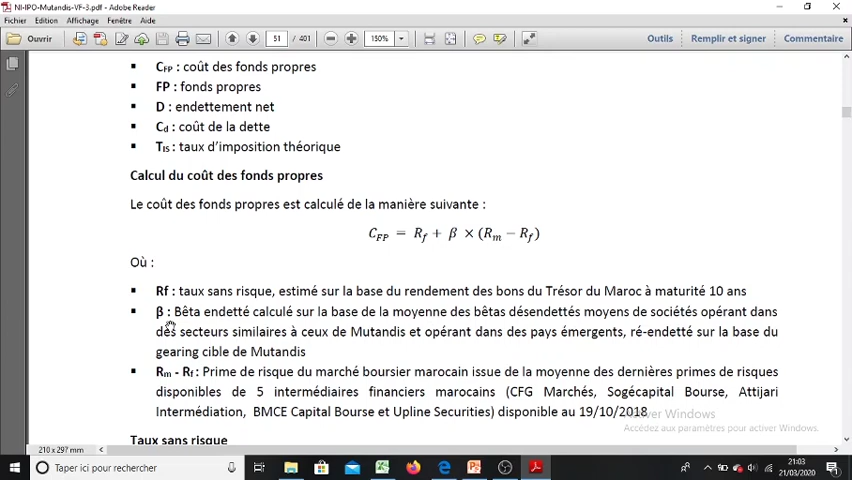 NI-IPO-Mutandis-VF-3.pdf - Adobe Reader
Fichier Edition Affichage Fenêtre Aide
Ouvrir 51 / 401 150% Outils Remplir et signer Commentaire
▪ CFP : coût des fonds propres
▪ FP : fonds propres
▪ D : endettement net
▪ Cd : coût de la dette
▪ TIS : taux d'imposition théorique
Calcul du coût des fonds propres
Le coût des fonds propres est calculé de la manière suivante :
CFP = Rf + β × (Rm − Rf)
Où :
▪ Rf : taux sans risque, estimé sur la base du rendement des bons du Trésor du Maroc à maturité 10 ans
▪ β : Bêta endetté calculé sur la base de la moyenne des bêtas désendettés moyens de sociétés opérant dans
des secteurs similaires à ceux de Mutandis et opérant dans des pays émergents, ré-endetté sur la base du
gearing cible de Mutandis
▪ Rm - Rf : Prime de risque du marché boursier marocain issue de la moyenne des dernières primes de risques
disponibles de 5 intermédiaires financiers marocains (CFG Marchés, Sogécapital Bourse, Attijari
Intermédiation, BMCE Capital Bourse et Upline Securities) disponible au 19/10/2018
Activer Windows
Accédez aux paramètres pour activer Windows.
Taux sans risque
210 x 297 mm
Taper ici pour rechercher
21:03
21/03/2020